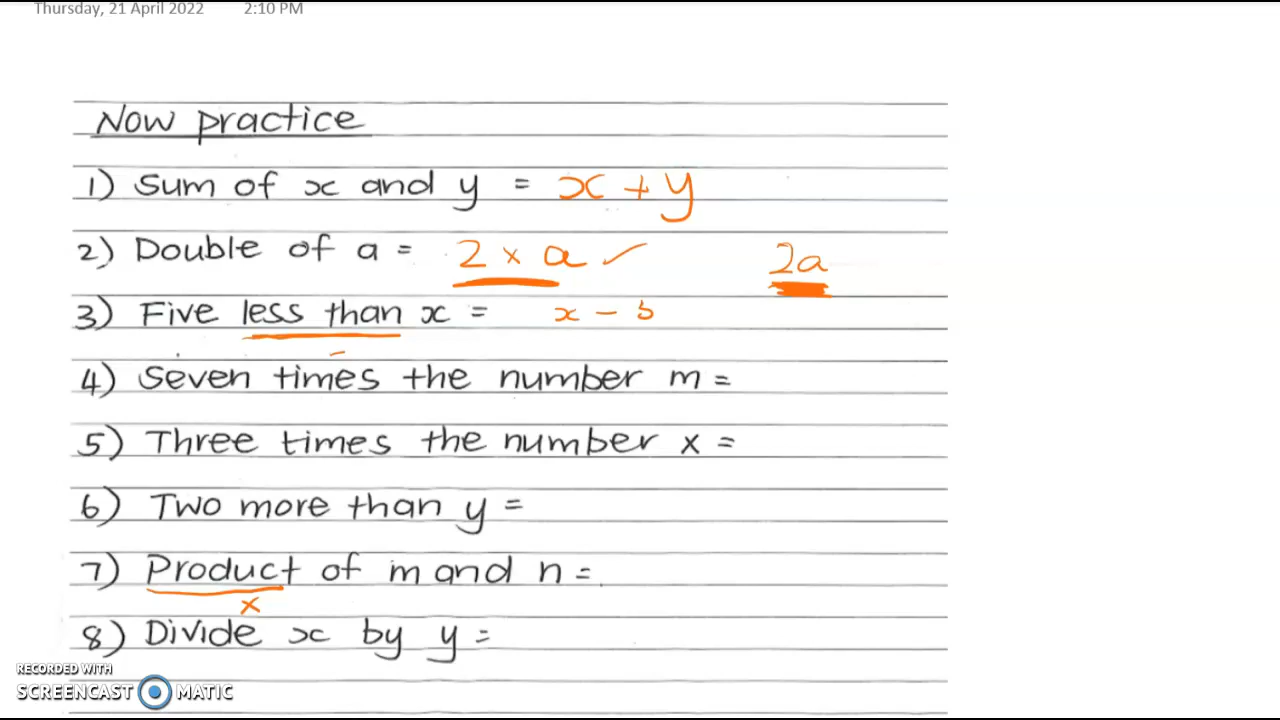 Thursday, 21 April 2022 2:10 PM
Now practice
1) Sum of x and y = x + y
2) Double of a = 2 × a ✓ 2a
3) Five less than x = x - 5
4) Seven times the number m =
5) Three times the number x =
6) Two more than y =
7) Product of m and n =
×
8) Divide x by y =
RECORDED WITH
SCREENCAST MATIC